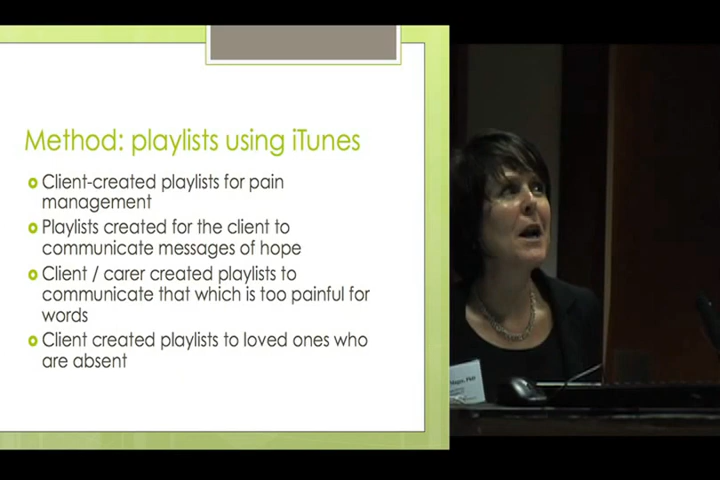 Method: playlists using iTunes
Client-created playlists for pain
management
Playlists created for the client to
communicate messages of hope
Client / carer created playlists to
communicate that which is too painful for
words
Client created playlists to loved ones who
are absent
PhD